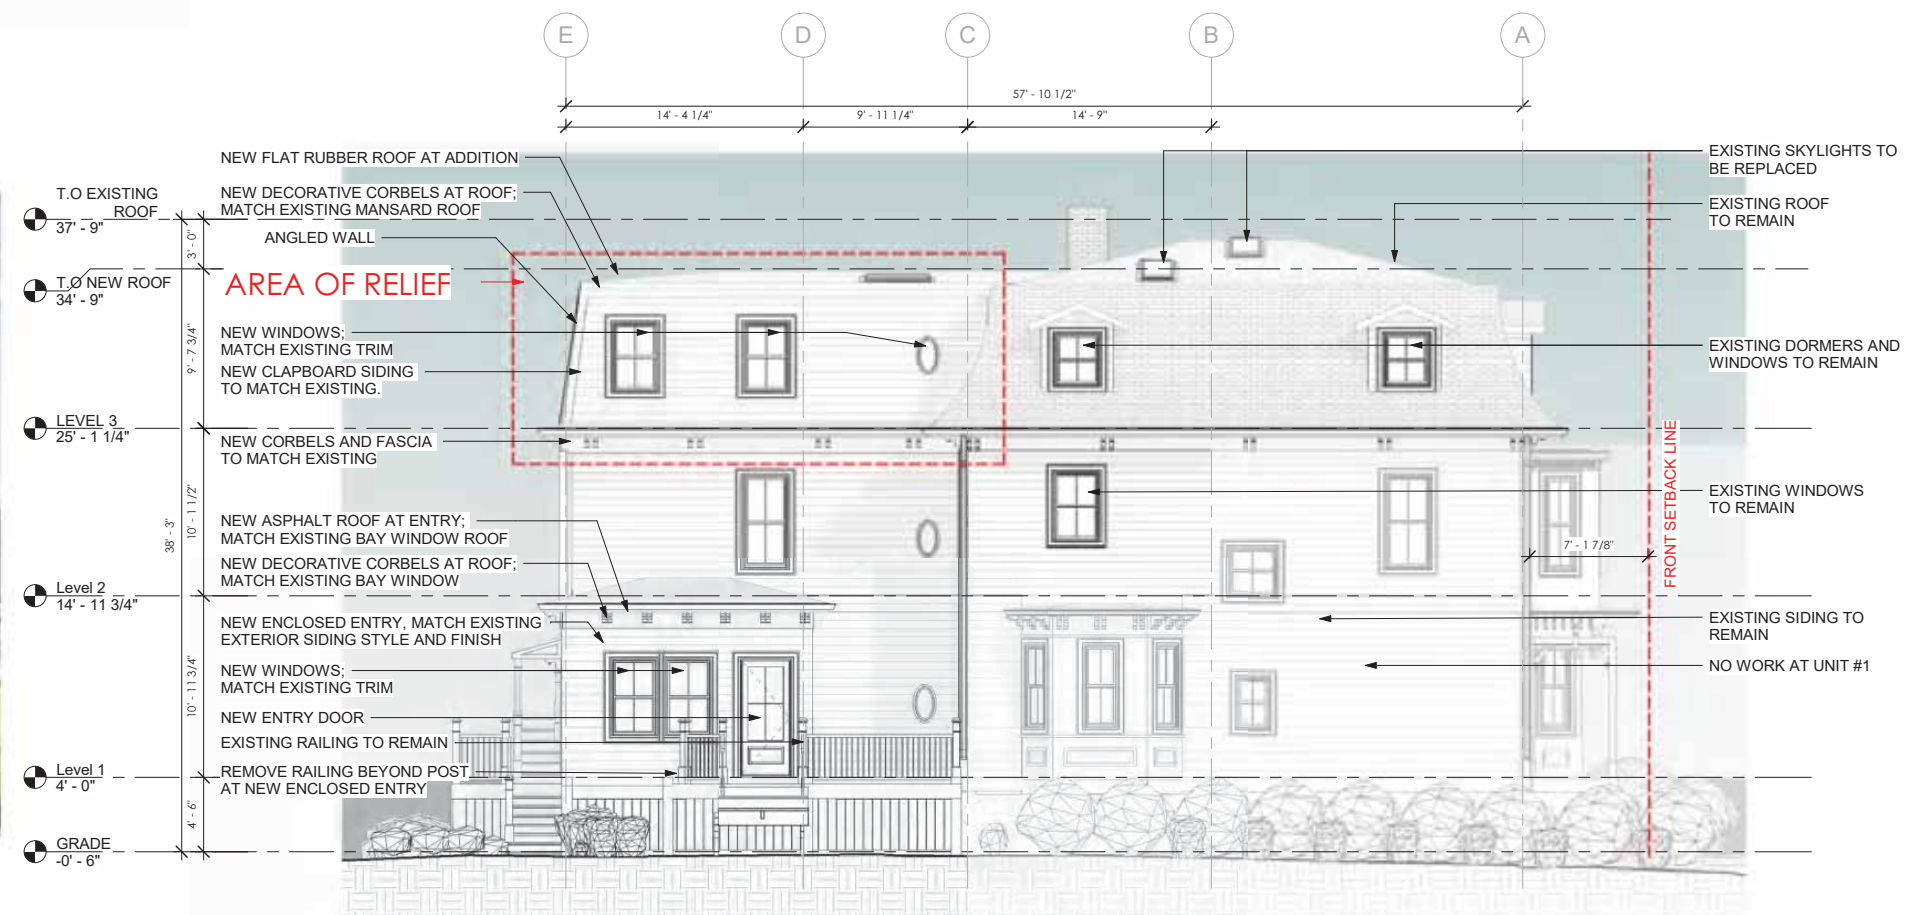 E
D
C
B
A
57' - 10 1/2"
14' - 4 1/4"
9' - 11 1/4"
14' - 9"
NEW FLAT RUBBER ROOF AT ADDITION
NEW DECORATIVE CORBELS AT ROOF;
MATCH EXISTING MANSARD ROOF
ANGLED WALL
AREA OF RELIEF
NEW WINDOWS;
MATCH EXISTING TRIM
NEW CLAPBOARD SIDING
TO MATCH EXISTING.
NEW CORBELS AND FASCIA
TO MATCH EXISTING
NEW ASPHALT ROOF AT ENTRY;
MATCH EXISTING BAY WINDOW ROOF
NEW DECORATIVE CORBELS AT ROOF;
MATCH EXISTING BAY WINDOW
NEW ENCLOSED ENTRY, MATCH EXISTING
EXTERIOR SIDING STYLE AND FINISH
NEW WINDOWS;
MATCH EXISTING TRIM
NEW ENTRY DOOR
EXISTING RAILING TO REMAIN
REMOVE RAILING BEYOND POST
AT NEW ENCLOSED ENTRY
T.O EXISTING
ROOF
37' - 9"
T.O NEW ROOF
34' - 9"
LEVEL 3
25' - 1 1/4"
Level 2
14' - 11 3/4"
Level 1
4' - 0"
GRADE
-0' - 6"
3' - 0"
9' - 7 3/4"
10' - 1 1/2"
10' - 11 3/4"
4' - 6"
38' - 3"
EXISTING SKYLIGHTS TO
BE REPLACED
EXISTING ROOF
TO REMAIN
EXISTING DORMERS AND
WINDOWS TO REMAIN
FRONT SETBACK LINE
EXISTING WINDOWS
TO REMAIN
7' - 1 7/8"
EXISTING SIDING TO
REMAIN
NO WORK AT UNIT #1